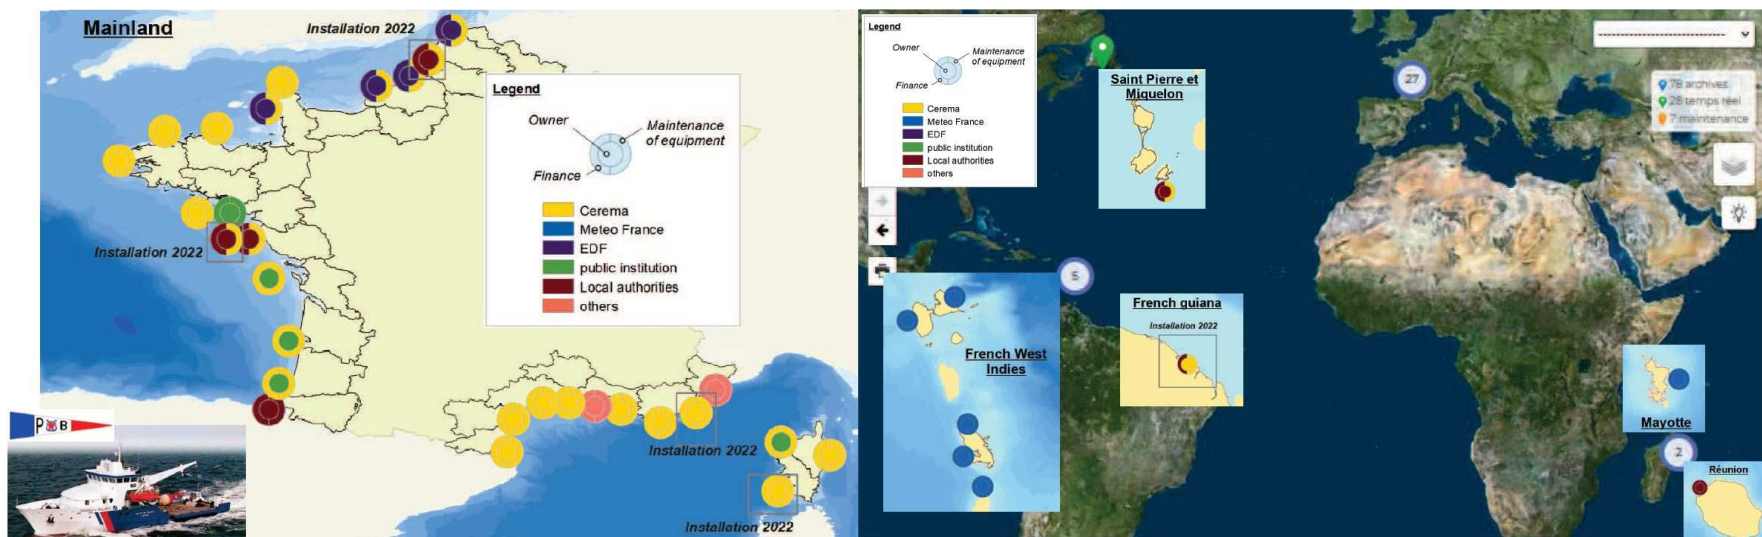 Mainland
Installation 2022
Legend
Owner
Maintenance
of equipment
Finance
Cerema
Meteo France
EDF
public institution
Local authorities
others
Installation 2022
Installation 2022
Installation 2022
P B
Legend
Owner
Maintenance
of equipment
Finance
Cerema
Meteo France
EDF
public institution
Local authorities
others
Saint Pierre et
Miquelon
27
78 archives
28 temps réel
7 maintenance
5
French guiana
Installation 2022
French West
Indies
Mayotte
2
Réunion